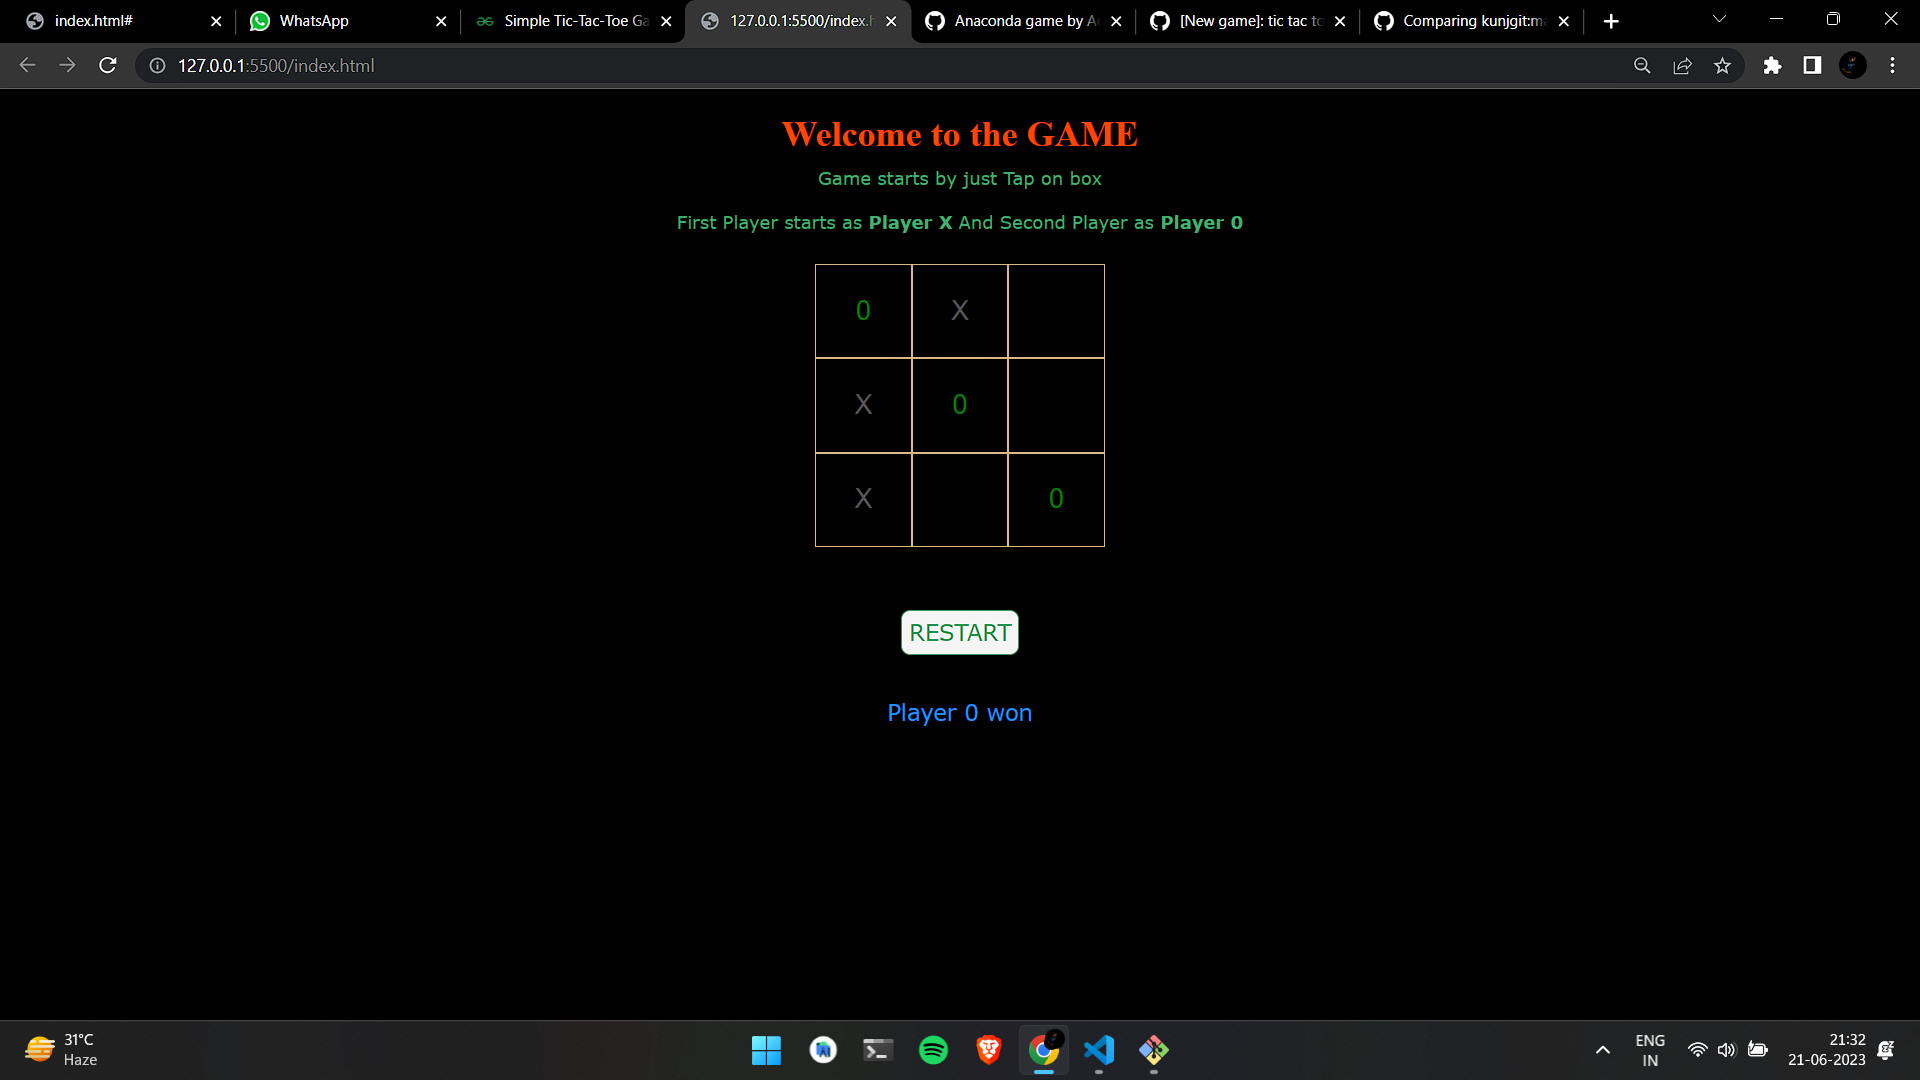 index.html#
WhatsApp
Simple Tic-Tac-Toe Ga
127.0.0.1:5500/index.h
Anaconda game by A
[New game]: tic tac to
Comparing kunjgit:ma
127.0.0.1:5500/index.html
Welcome to the GAME
Game starts by just Tap on box
First Player starts as Player X And Second Player as Player 0
0 X
X 0
X 0
RESTART
Player 0 won
31°C
Haze
ENG
IN
21:32
21-06-2023